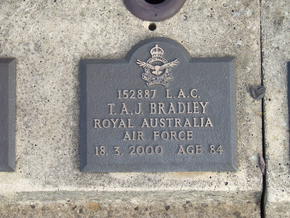 152887 L.A.C.
T.A.J. BRADLEY
ROYAL AUSTRALIA
AIR FORCE
18. 3. 2000 AGE 84